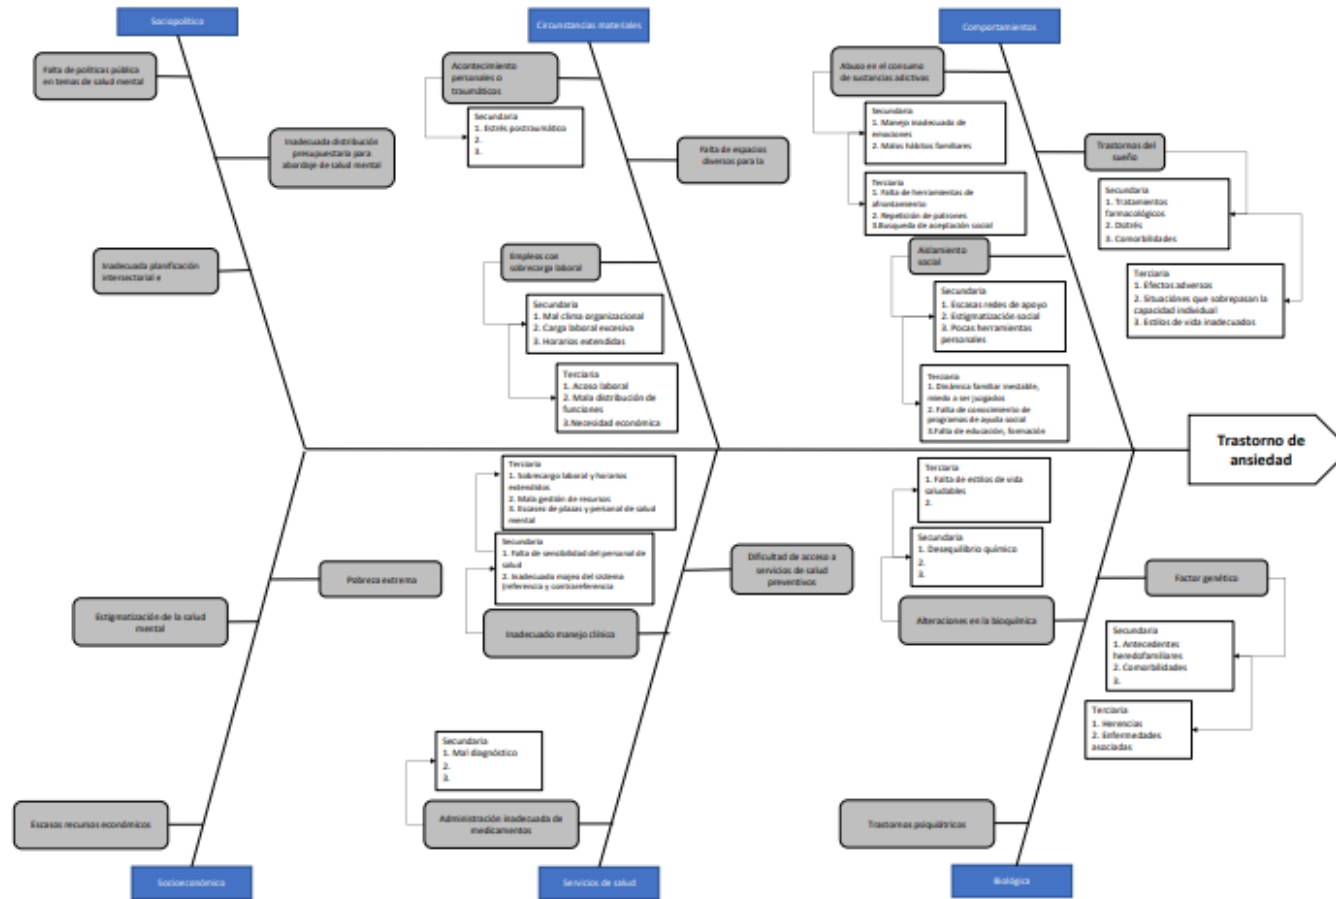 Sociopolítica
Circunstancias materiales
Comportamientos
Falta de políticas pública
en temas de salud mental
Inadecuada distribución
presupuestaria para
abordaje de salud mental
Inadecuada planificación
intersectorial e
Acontecimiento
personales o
traumáticos
Secundaria
1. Estrés postraumático
2.
3.
Falta de espacios
diversos para la
Empleos con
sobrecarga laboral
Secundaria
1. Mal clima organizacional
2. Carga laboral excesiva
3. Horarios extendidas
Terciaria
1. Acoso laboral
2. Mala distribución de
funciones
3.Necesidad económica
Abuso en el consumo
de sustancias adictivas
Secundaria
1. Manejo inadecuado de
emociones
2. Malos hábitos familiares
Terciaria
1. Falta de herramientas de
afrontamiento
2. Repetición de patrones
3.Busqueda de aceptación social
Trastornos del
sueño
Secundaria
1. Tratamientos
farmacológicos
2. Distrés
3. Comorbilidades
Terciaria
1. Efectos adversos
2. Situaciónes que sobrepasan la
capacidad individual
3. Estilos de vida inadecuados
Aislamiento
social
Secundaria
1. Escasas redes de apoyo
2. Estigmatización social
3. Pocas herramientas
personales
Terciaria
1. Dinámica familiar inestable,
miedo a ser juzgados
2. Falta de conocimiento de
programas de ayuda social
3.Falta de educación, formación
Trastorno de
ansiedad
Pobreza extrema
Estigmatización de la salud
mental
Escasos recursos económicos
Socioeconómica
Terciaria
1. Sobrecargo laboral y horarios
extendidos
2. Mala gestión de recursos
3. Escases de plazas y personal de salud
mental
Secundaria
1. Falta de sensibilidad del personal de
salud
2. Inadecuado majeo del sistema
(referencia y contrareferencia
Inadecuado manejo clínica
Dificultad de acceso a
servicios de salud
preventivos
Secundaria
1. Mal diagnóstico
2.
3.
Administración inadecuada de
medicamentos
Servicios de salud
Terciaria
1. Falta de estilos de vida
saludables
2.
Secundaria
1. Desequilibrio químico
2.
3.
Alteraciones en la bioquímica
Factor genético
Secundaria
1. Antecedentes
heredofamiliares
2. Comorbilidades
3.
Terciaria
1. Herencias
2. Enfermedades
asociadas
Trastornos psiquiátricos
Biológica